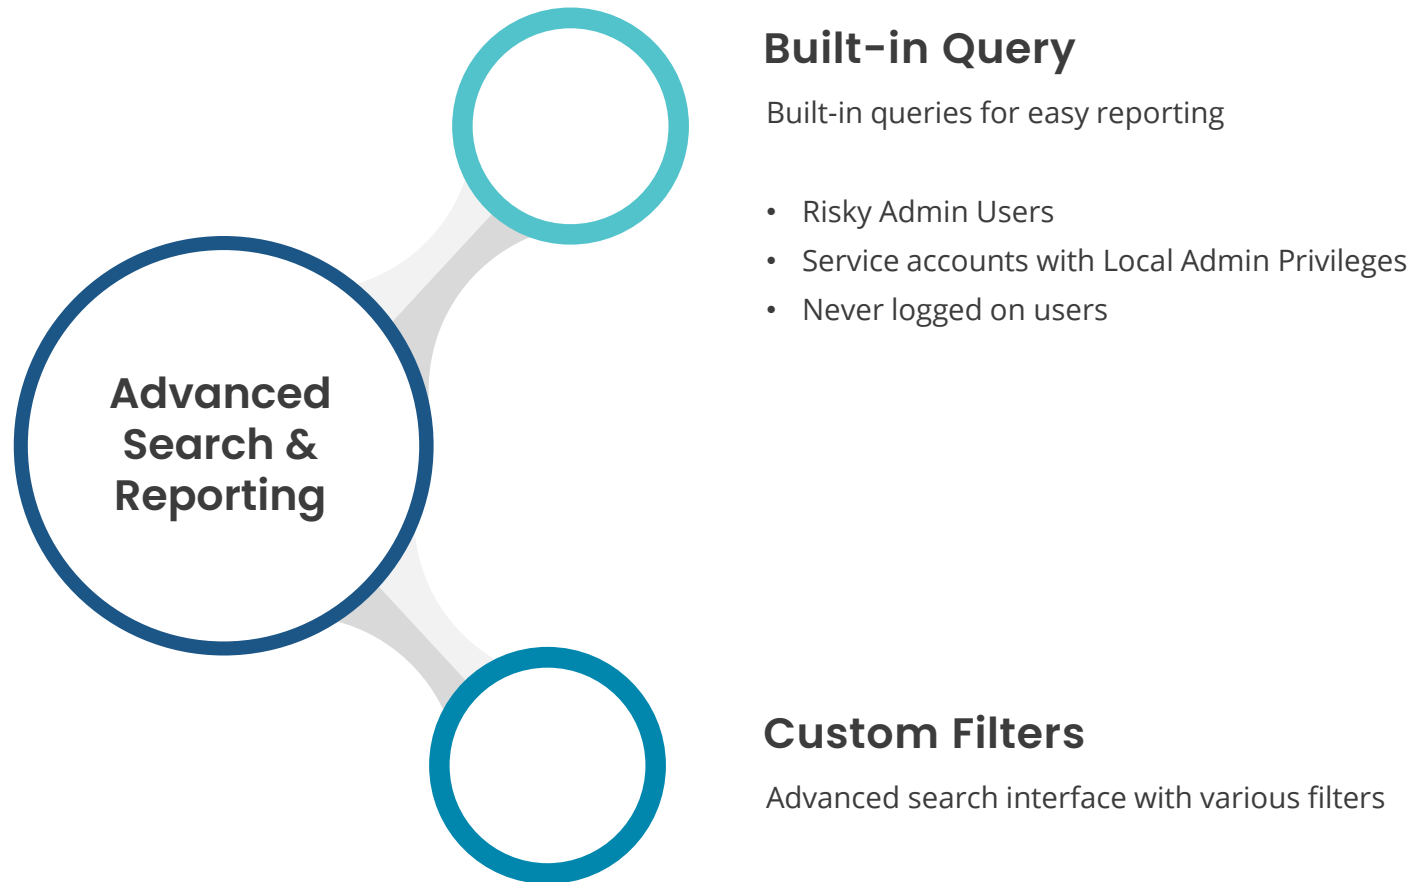 Advanced
Search &
Reporting
Built-in Query
Built-in queries for easy reporting
• Risky Admin Users
• Service accounts with Local Admin Privileges
• Never logged on users
Custom Filters
Advanced search interface with various filters